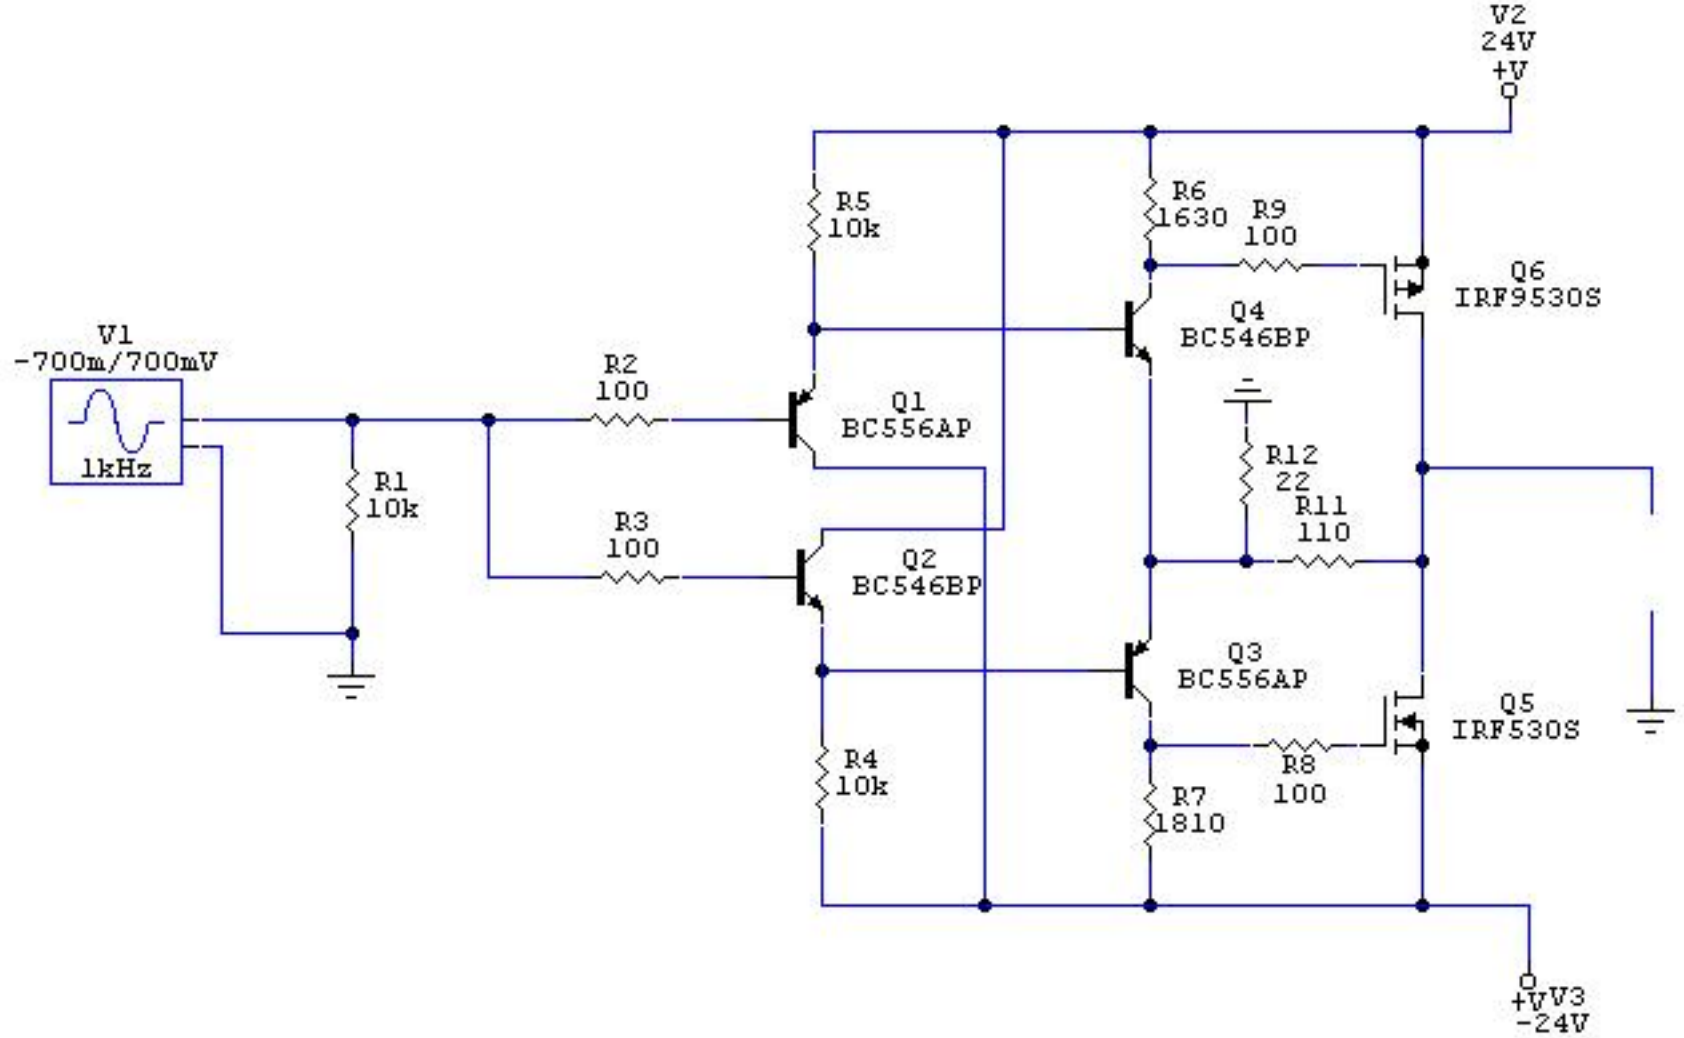 V2
24V
+V
R5
10k
R6
1630
R9
100
Q6
IRF9530S
Q4
BC546BP
V1
-700m/700mV
1kHz
R2
100
Q1
BC556AP
R1
10k
R12
22
R11
110
R3
100
Q2
BC546BP
Q3
BC556AP
Q5
IRF530S
R4
10k
R8
100
R7
1810
+V V3
-24V